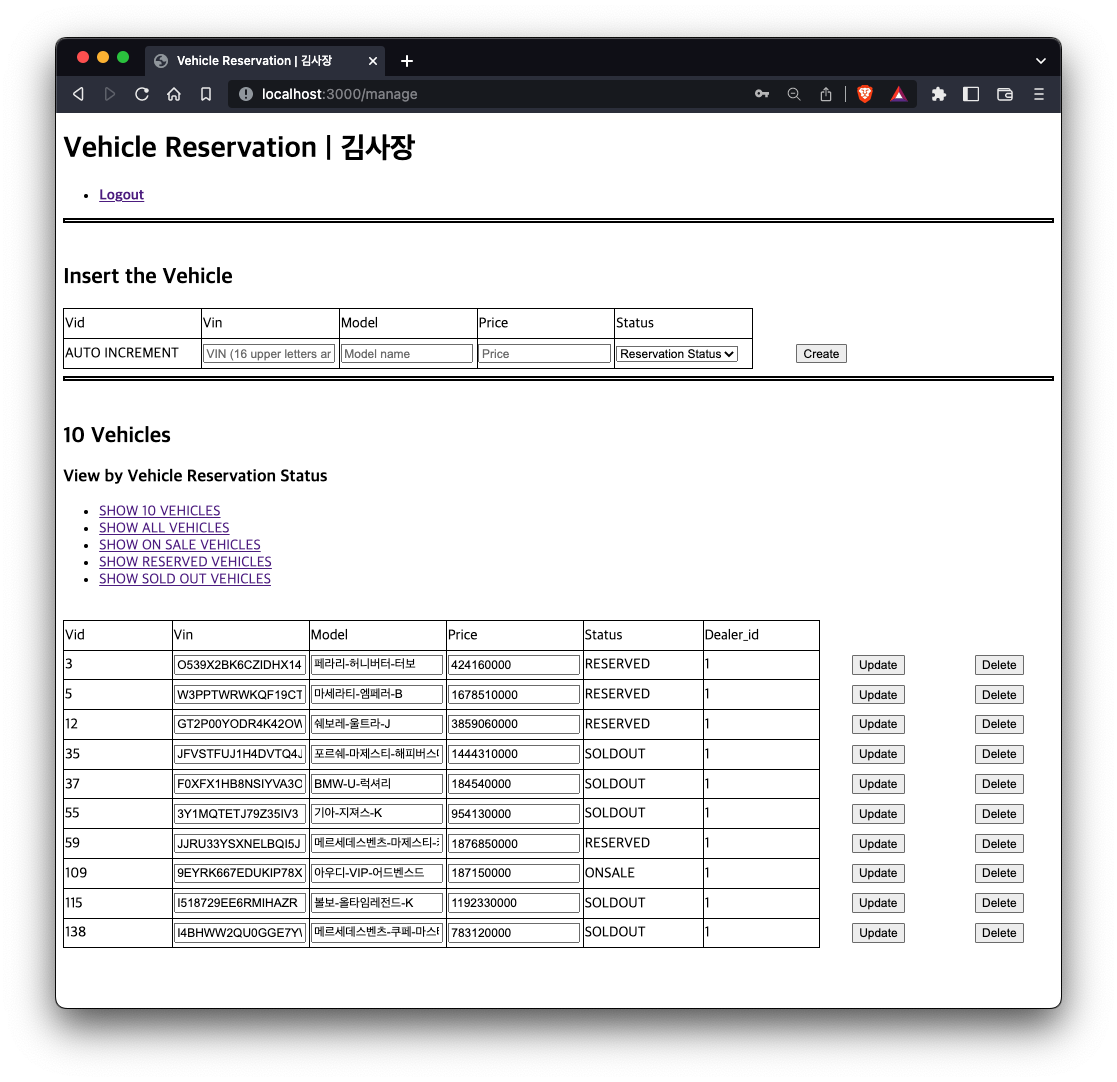 Vehicle Reservation | 김사장
localhost:3000/manage
Vehicle Reservation | 김사장
Logout
Insert the Vehicle
Vid Vin Model Price Status
AUTO INCREMENT VIN (16 upper letters ar Model name Price Reservation Status Create
10 Vehicles
View by Vehicle Reservation Status
SHOW 10 VEHICLES
SHOW ALL VEHICLES
SHOW ON SALE VEHICLES
SHOW RESERVED VEHICLES
SHOW SOLD OUT VEHICLES
Vid Vin Model Price Status Dealer_id
3 O539X2BK6CZIDHX14 페라리-허니버터-터보 424160000 RESERVED 1 Update Delete
5 W3PPTWRWKQF19CT 마세라티-엠페러-B 1678510000 RESERVED 1 Update Delete
12 GT2P00YODR4K42OW 쉐보레-울트라-J 3859060000 RESERVED 1 Update Delete
35 JFVSTFUJ1H4DVTQ4J 포르쉐-마제스티-해피버스 1444310000 SOLDOUT 1 Update Delete
37 F0XFX1HB8NSIYVA3C BMW-U-럭셔리 184540000 SOLDOUT 1 Update Delete
55 3Y1MQTETJ79Z35IV3 기아-지져스-K 954130000 SOLDOUT 1 Update Delete
59 JJRU33YSXNELBQI5J 메르세데스벤츠-마제스티- 1876850000 RESERVED 1 Update Delete
109 9EYRK667EDUKIP78X 아우디-VIP-어드벤스드 187150000 ONSALE 1 Update Delete
115 I518729EE6RMIHAZR 볼보-올타임레전드-K 1192330000 SOLDOUT 1 Update Delete
138 I4BHWW2QU0GGE7Y 메르세데스벤츠-쿠페-마스 783120000 SOLDOUT 1 Update Delete